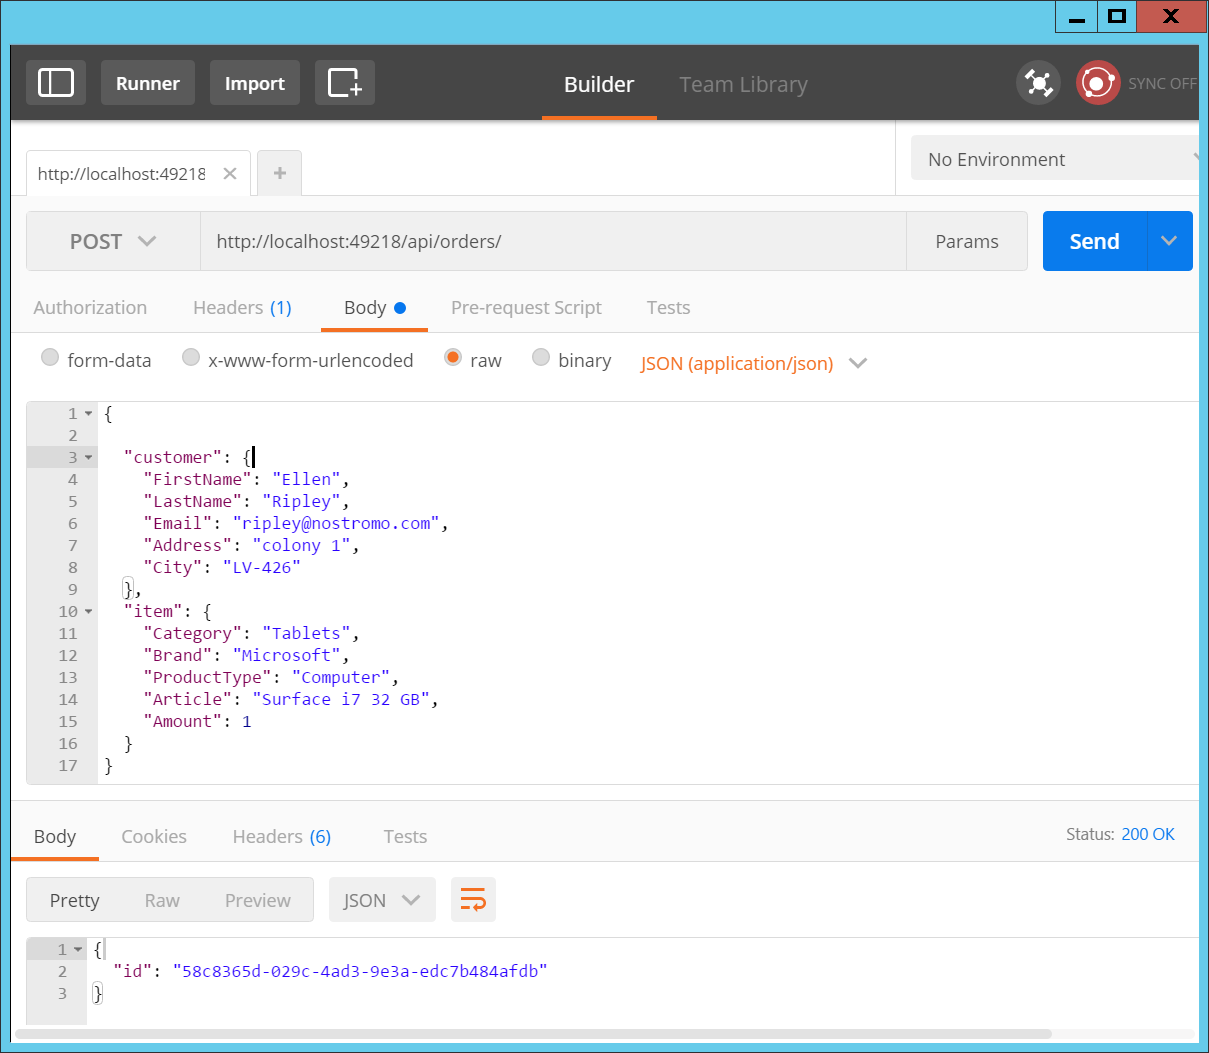 Runner Import Builder Team Library SYNC OFF
http://localhost:49218 No Environment
POST http://localhost:49218/api/orders/ Params Send
Authorization Headers (1) Body Pre-request Script Tests
form-data x-www-form-urlencoded raw binary JSON (application/json)
1 {
2
3 "customer": {
4 "FirstName": "Ellen",
5 "LastName": "Ripley",
6 "Email": "ripley@nostromo.com",
7 "Address": "colony 1",
8 "City": "LV-426"
9 },
10 "item": {
11 "Category": "Tablets",
12 "Brand": "Microsoft",
13 "ProductType": "Computer",
14 "Article": "Surface i7 32 GB",
15 "Amount": 1
16 }
17 }
Body Cookies Headers (6) Tests Status: 200 OK
Pretty Raw Preview JSON
1 {
2 "id": "58c8365d-029c-4ad3-9e3a-edc7b484afdb"
3 }